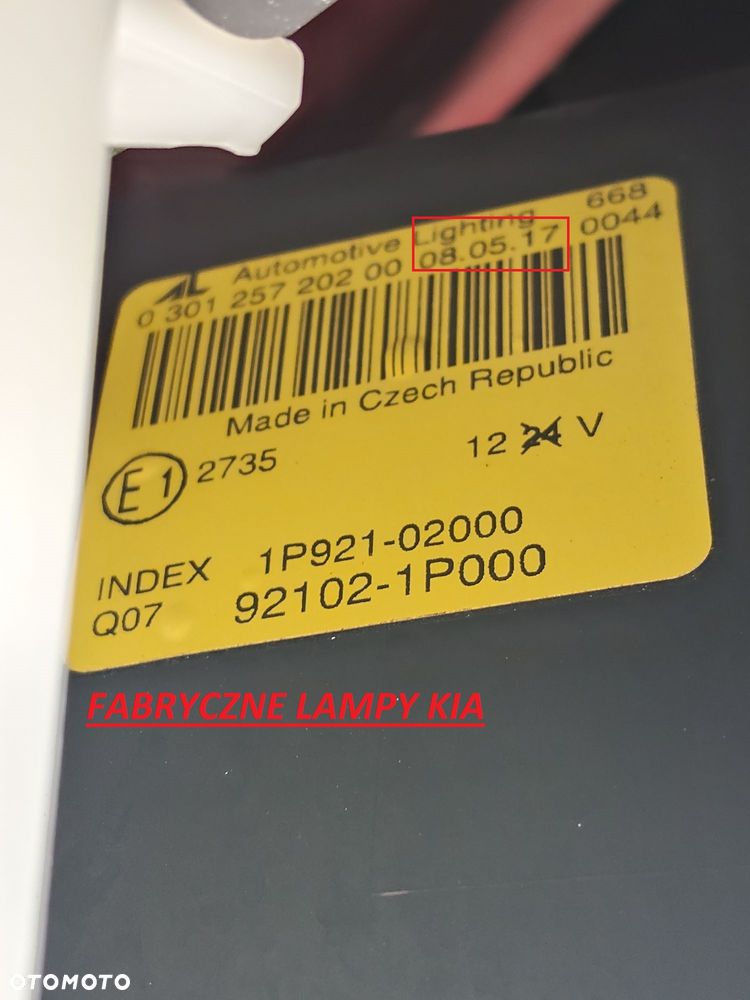 668
AL Automotive Lighting
0 301 257 202 00 08.05.17 0044
Made in Czech Republic
E1 2735 12 24 V
INDEX 1P921-02000
Q07 92102-1P000
FABRYCZNE LAMPY KIA
OTOMOTO